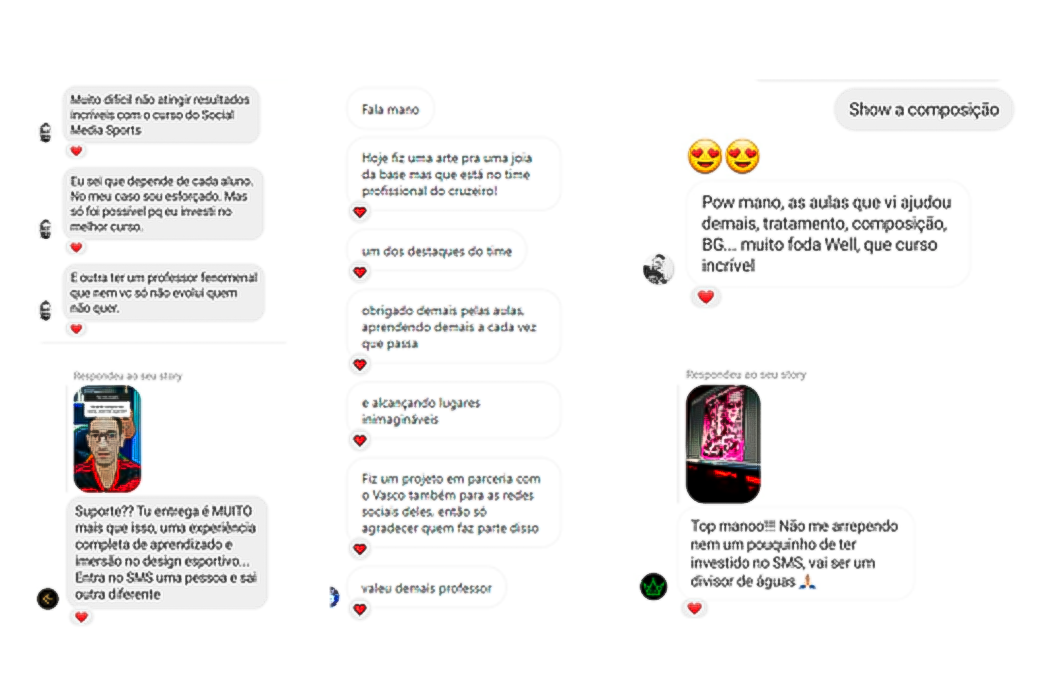 Muito difícil não atingir resultados
incríveis com o curso do Social
Media Sports
Eu sei que depende de cada aluno.
No meu caso sou esforçado. Mas
só foi possível pq eu investi no
melhor curso.
E outra ter um professor fenomenal
que nem vc só não evolui quem
não quer.
Respondeu ao seu story
Suporte?? Tu entrega é MUITO
mais que isso, uma experiência
completa de aprendizado e
imersão no design esportivo...
Entra no SMS uma pessoa e sai
outra diferente
Fala mano
Hoje fiz uma arte pra uma joia
da base mas que está no time
profissional do cruzeiro!
um dos destaques do time
obrigado demais pelas aulas,
aprendendo demais a cada vez
que passa
e alcançando lugares
inimagináveis
Fiz um projeto em parceria com
o Vasco também para as redes
sociais deles, então só
agradecer quem faz parte disso
valeu demais professor
Show a composição
😍😍
Pow mano, as aulas que vi ajudou
demais, tratamento, composição,
BG... muito foda Well, que curso
incrível
Respondeu ao seu story
Top manoo!!! Não me arrependo
nem um pouquinho de ter
investido no SMS, vai ser um
divisor de águas 🙏🏻